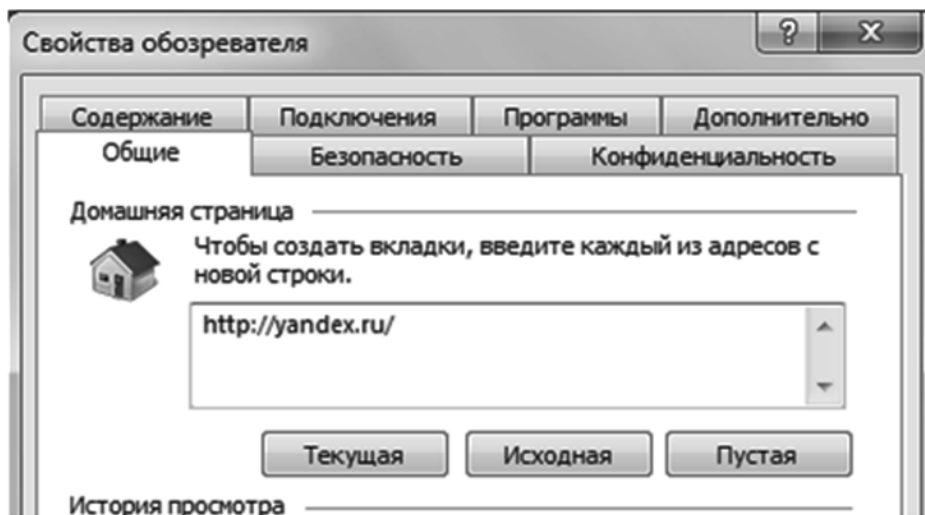 Свойства обозревателя
Содержание Подключения Программы Дополнительно
Общие Безопасность Конфиденциальность
Домашняя страница
Чтобы создать вкладки, введите каждый из адресов с
новой строки.
http://yandex.ru/
Текущая Исходная Пустая
История просмотра